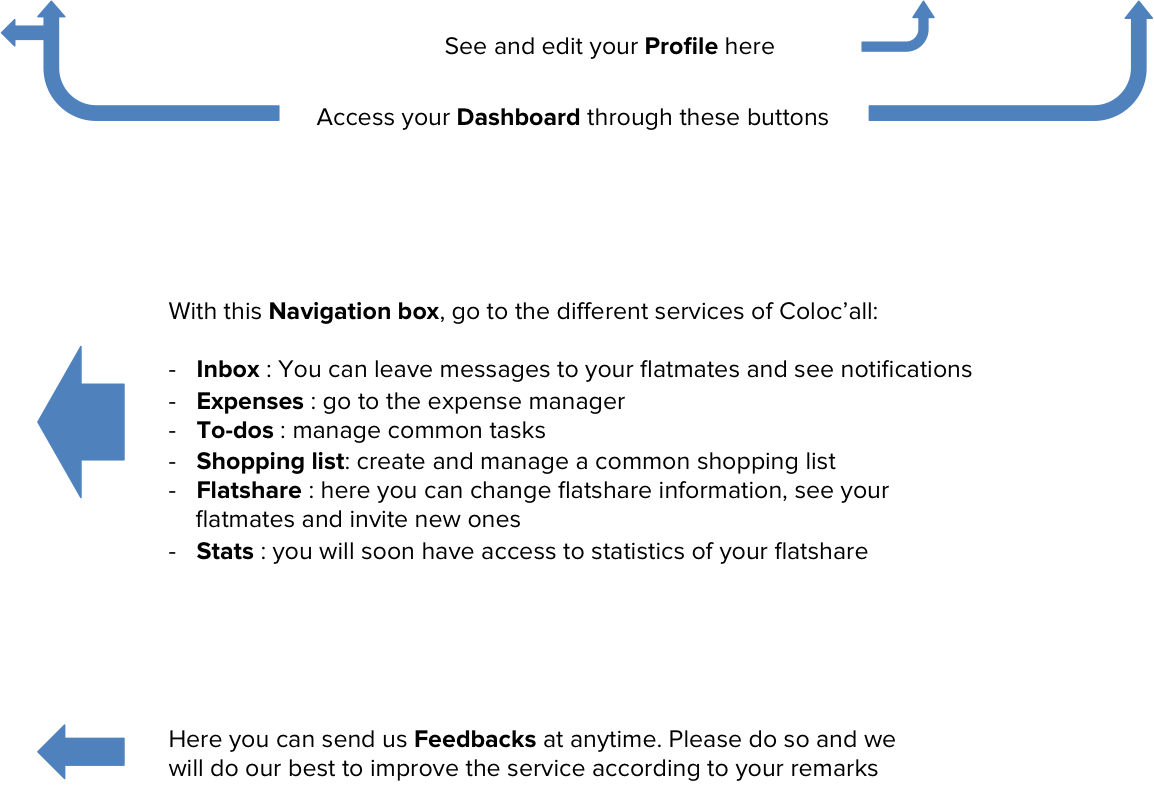 See and edit your Profile here
Access your Dashboard through these buttons
With this Navigation box, go to the different services of Coloc’all:
- Inbox : You can leave messages to your flatmates and see notifications
- Expenses : go to the expense manager
- To-dos : manage common tasks
- Shopping list: create and manage a common shopping list
- Flatshare : here you can change flatshare information, see your
flatmates and invite new ones
- Stats : you will soon have access to statistics of your flatshare
Here you can send us Feedbacks at anytime. Please do so and we
will do our best to improve the service according to your remarks